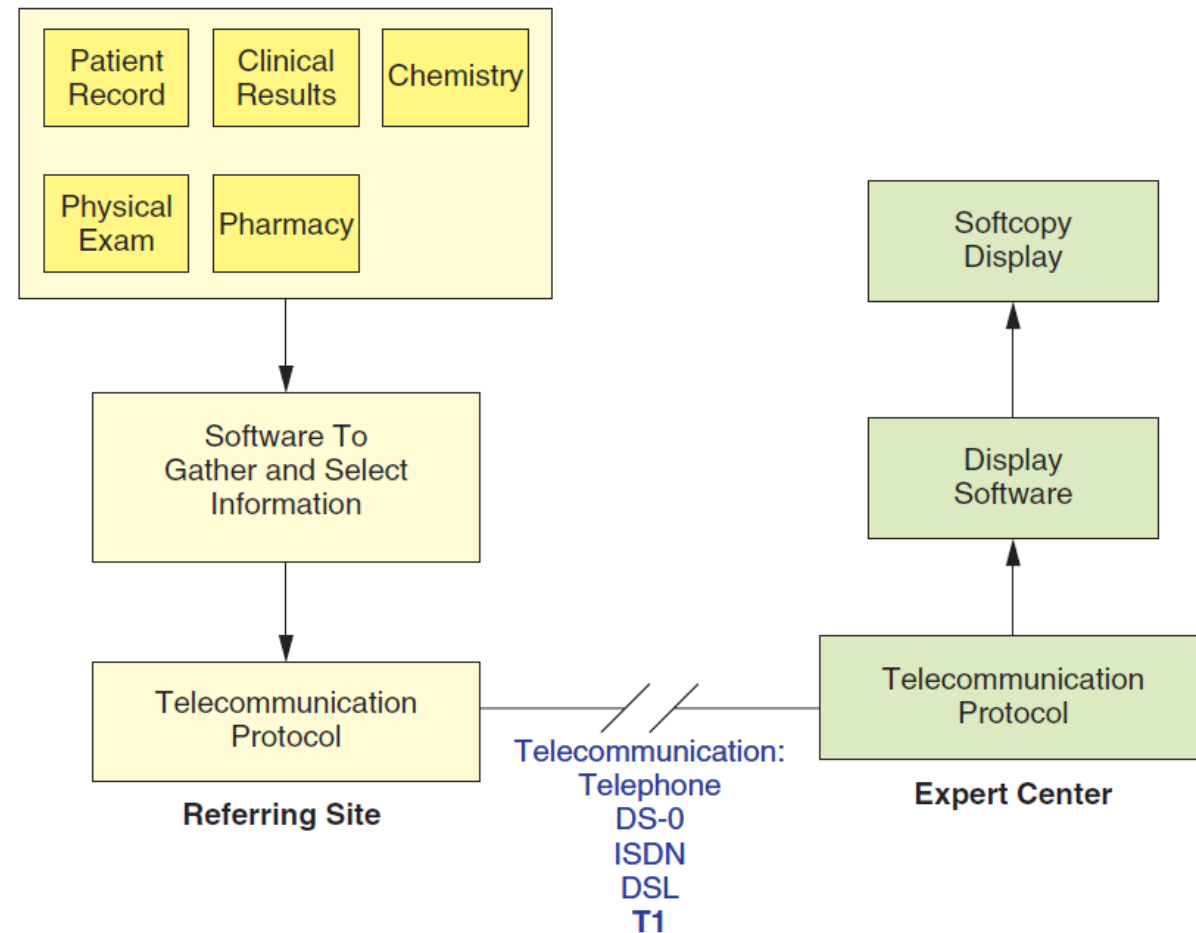 Patient
Record
Clinical
Results
Chemistry
Physical
Exam
Pharmacy
Software To
Gather and Select
Information
Telecommunication
Protocol
Referring Site
Telecommunication:
Telephone
DS-0
ISDN
DSL
T1
Softcopy
Display
Display
Software
Telecommunication
Protocol
Expert Center